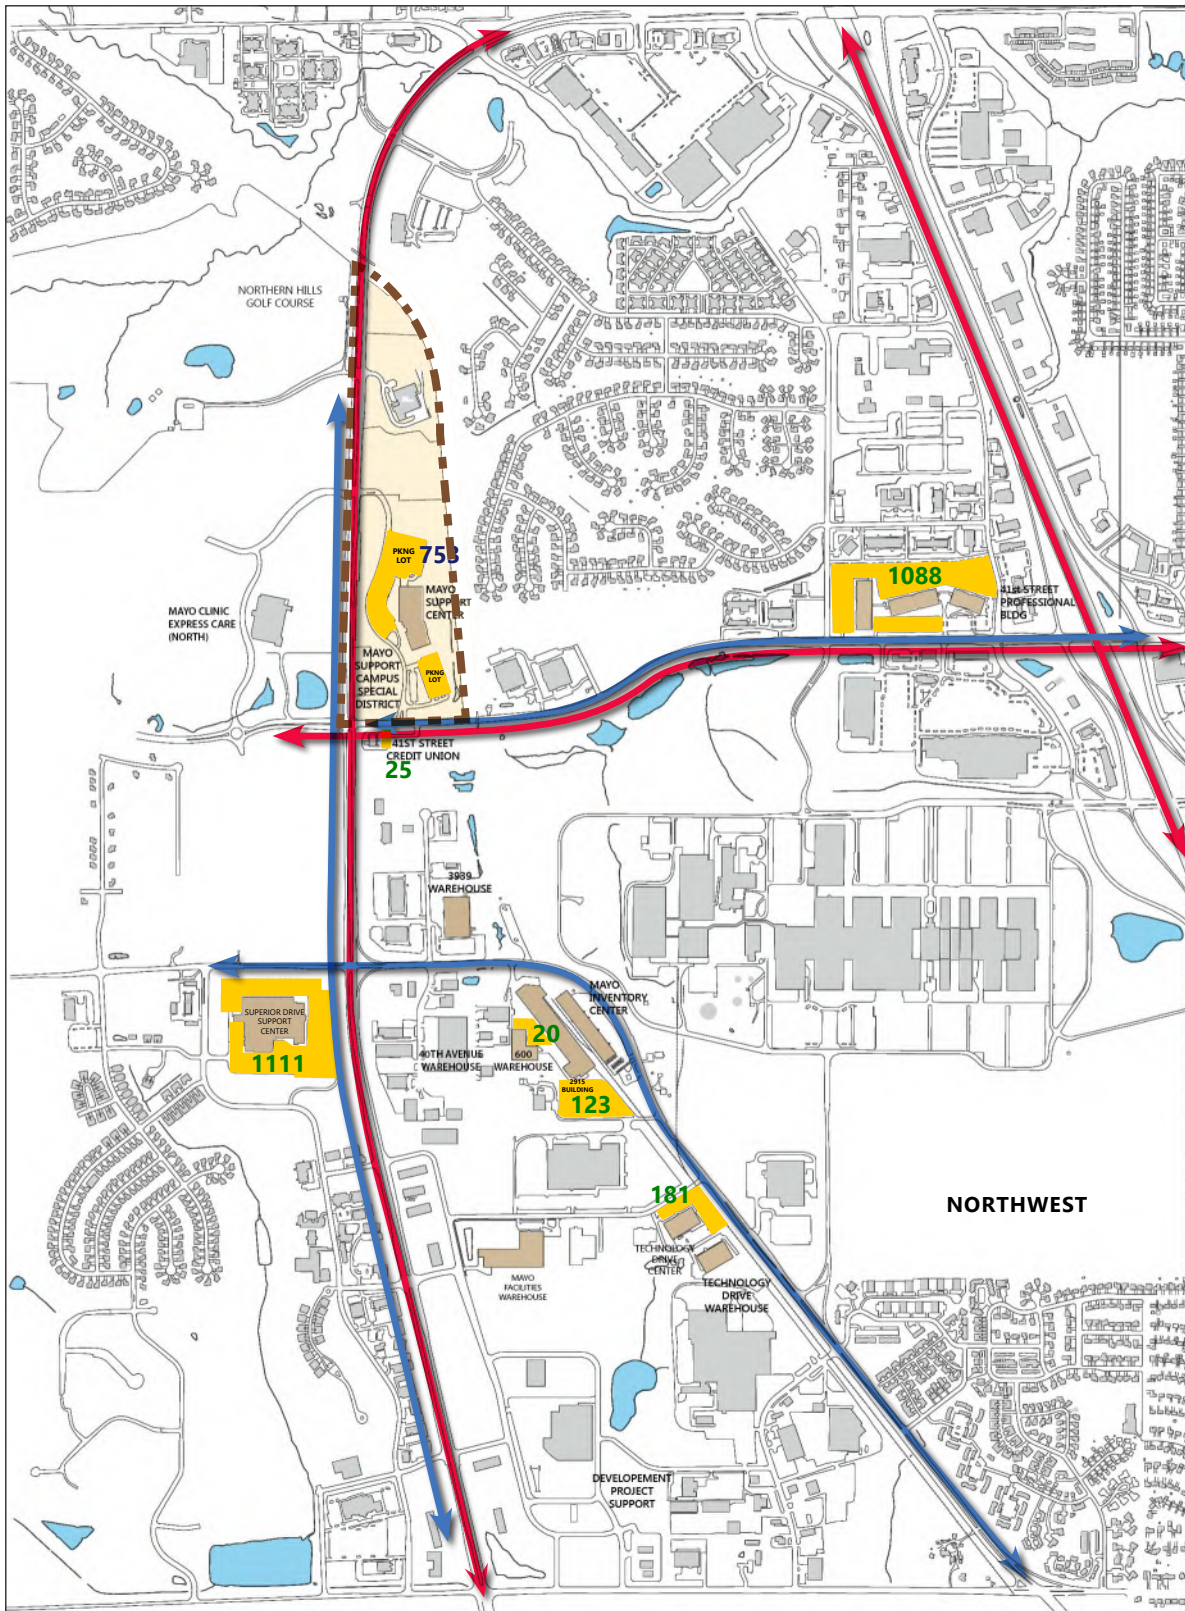 NORTHERN HILLS
GOLF COURSE
PKNG
LOT
753
MAYO
SUPPORT
CENTER
1088
41st STREET
PROFESSIONAL
BLDG
MAYO CLINIC
EXPRESS CARE
(NORTH)
MAYO
SUPPORT
CAMPUS
SPECIAL
DISTRICT
PKNG
LOT
41ST STREET
CREDIT UNION
25
3939
WAREHOUSE
MAYO
INVENTORY
CENTER
SUPERIOR DRIVE
SUPPORT
CENTER
1111
20
40TH AVENUE
WAREHOUSE
600
WAREHOUSE
2915
BUILDING
123
181
NORTHWEST
TECHNOLOGY
DRIVE
CENTER
MAYO
FACILITIES
WAREHOUSE
TECHNOLOGY
DRIVE
WAREHOUSE
DEVELOPEMENT
PROJECT
SUPPORT